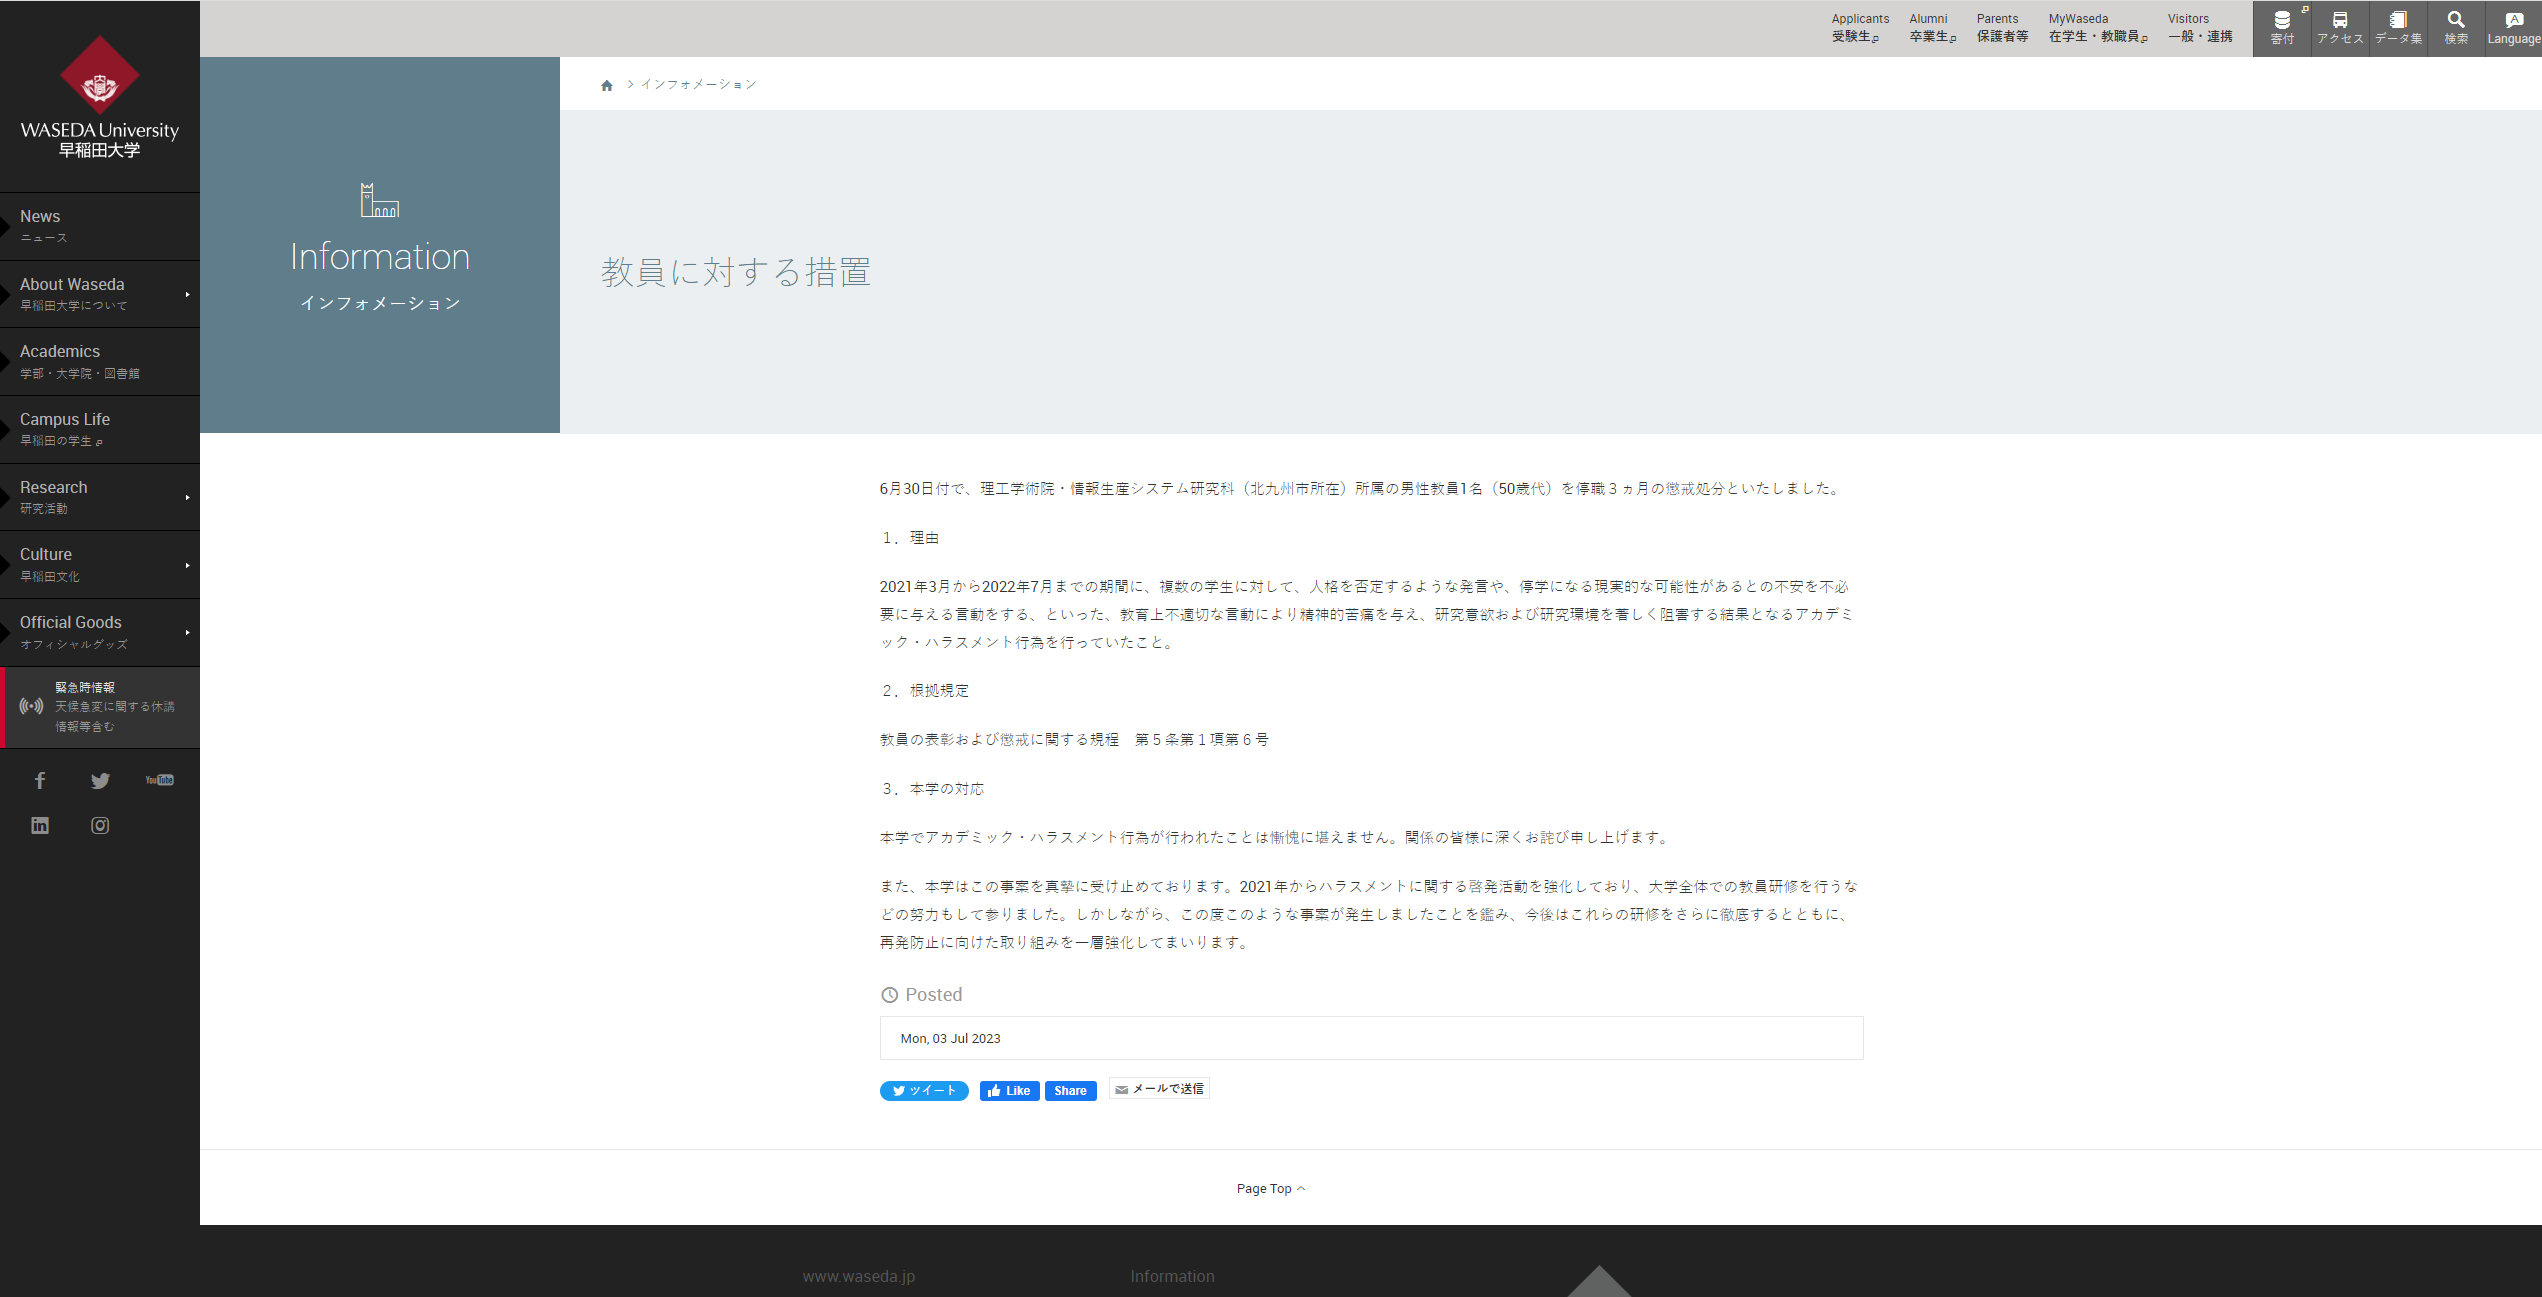 WASEDA University
早稲田大学
News
ニュース
About Waseda
早稲田大学について
Academics
学部・大学院・図書館
Campus Life
早稲田の学生
Research
研究活動
Culture
早稲田文化
Official Goods
オフィシャルグッズ
緊急時情報
天候急変に関する休講
情報等含む
You Tube
Applicants
受験生
Alumni
卒業生
Parents
保護者等
MyWaseda
在学生・教職員
Visitors
一般・連携
寄付
アクセス
データ集
検索
Language
インフォメーション
Information
インフォメーション
教員に対する措置
6月30日付で、理工学術院・情報生産システム研究科（北九州市所在）所属の男性教員1名（50歳代）を停職３ヵ月の懲戒処分といたしました。
１．理由
2021年3月から2022年7月までの期間に、複数の学生に対して、人格を否定するような発言や、停学になる現実的な可能性があるとの不安を不必
要に与える言動をする、といった、教育上不適切な言動により精神的苦痛を与え、研究意欲および研究環境を著しく阻害する結果となるアカデミ
ック・ハラスメント行為を行っていたこと。
２．根拠規定
教員の表彰および懲戒に関する規程　第５条第１項第６号
３．本学の対応
本学でアカデミック・ハラスメント行為が行われたことは慚愧に堪えません。関係の皆様に深くお詫び申し上げます。
また、本学はこの事案を真摯に受け止めております。2021年からハラスメントに関する啓発活動を強化しており、大学全体での教員研修を行うな
どの努力もして参りました。しかしながら、この度このような事案が発生しましたことを鑑み、今後はこれらの研修をさらに徹底するとともに、
再発防止に向けた取り組みを一層強化してまいります。
Posted
Mon, 03 Jul 2023
ツイート
Like
Share
メールで送信
Page Top
www.waseda.jp
Information